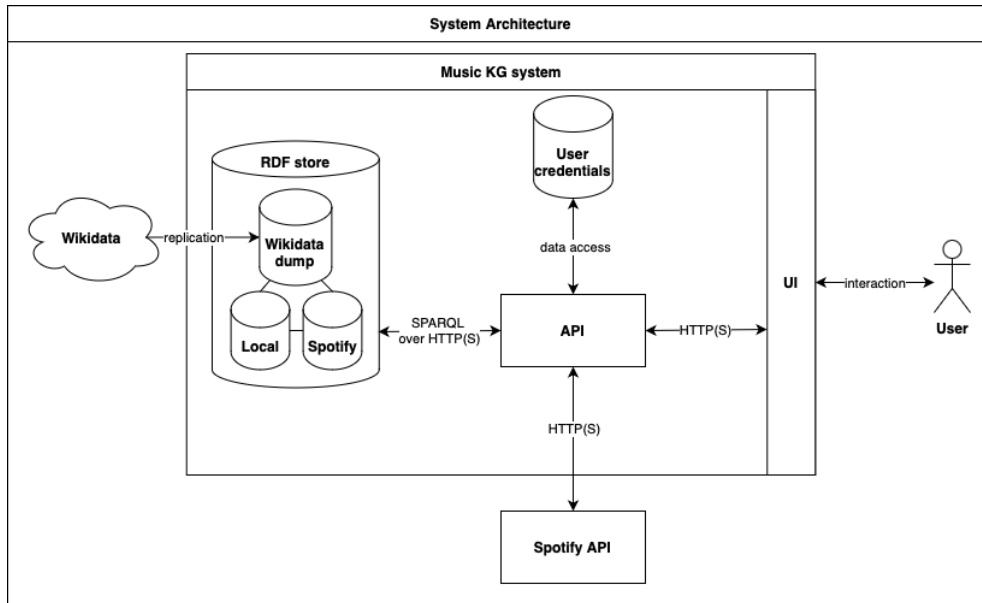 System Architecture
Music KG system
RDF store
User
credentials
Wikidata
replication
Wikidata
dump
data access
UI
interaction
User
Local
Spotify
SPARQL
over HTTP(S)
API
HTTP(S)
HTTP(S)
Spotify API